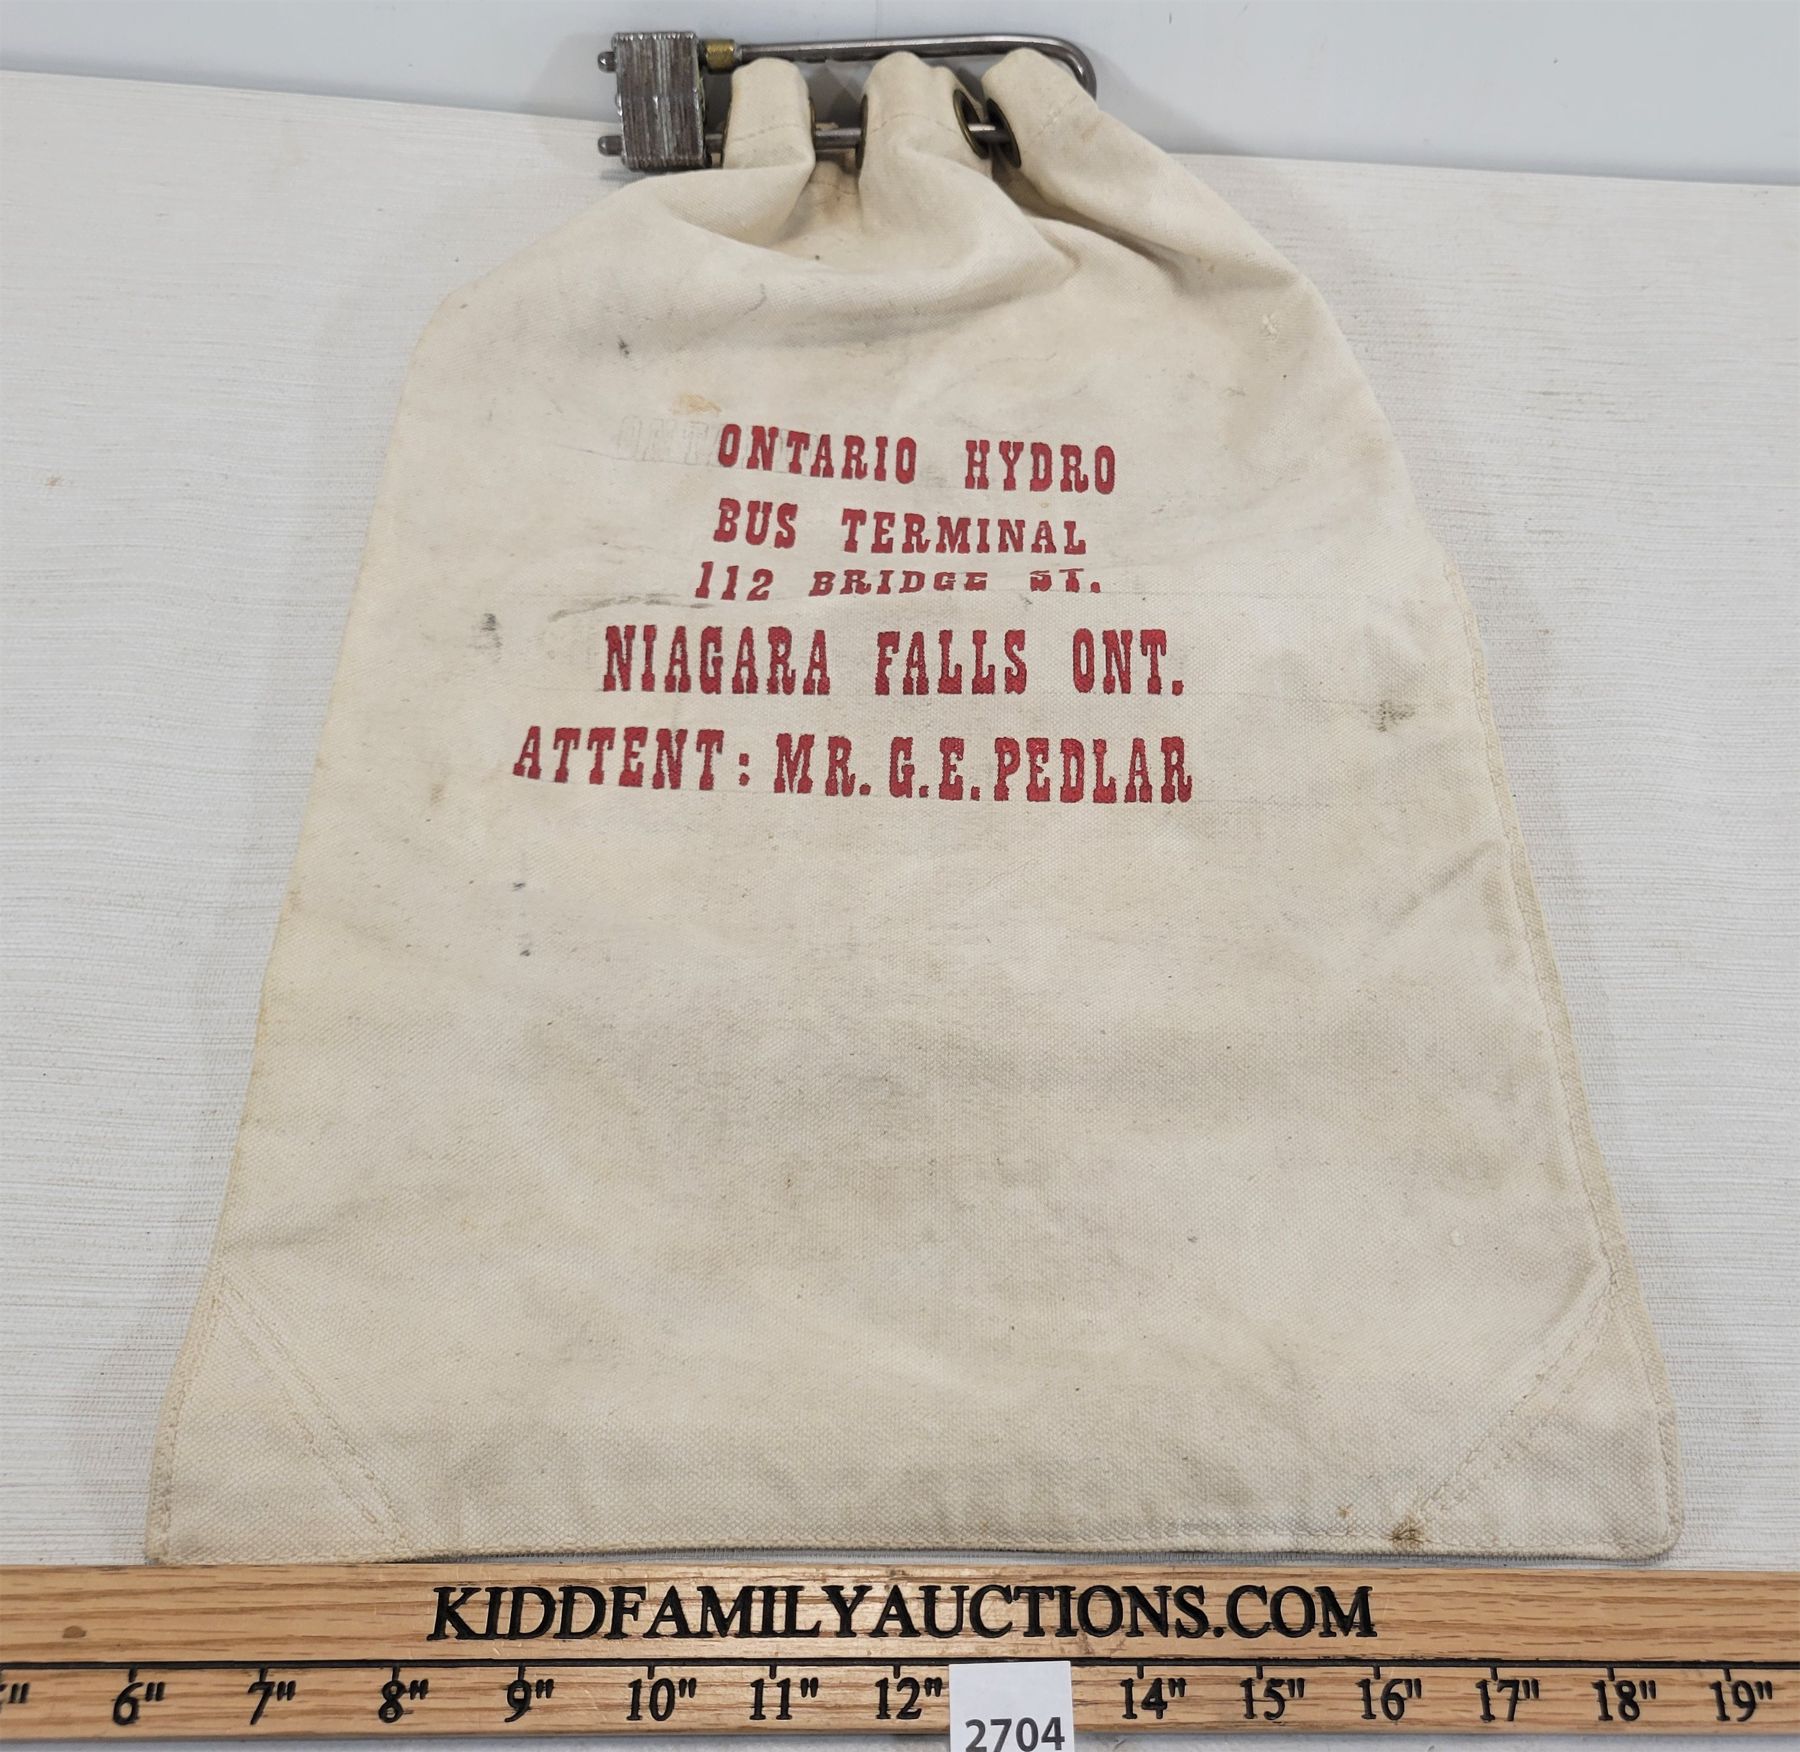 ONTARIO HYDRO
BUS TERMINAL
112 BRIDGE ST.
NIAGARA FALLS ONT.
ATTENT: MR. G.E. PEDLAR
KIDDFAMILYAUCTIONS.COM
6" 7" 8" 9" 10" 11" 12" 14" 15" 16" 17" 18" 19"
2704